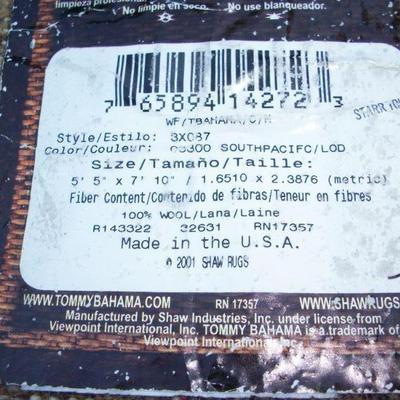 limpieza profesional. No limpie en seco. No use blanqueador.
7 65894 14272 3
WF/TBAHAMA/C/M
Style/Estilo: 3X087
Color/Couleur: 03300 SOUTHPACIFC/LOD
Size/Tamaño/Taille:
5' 5" x 7' 10" / 1.6510 x 2.3876 (metric)
Fiber Content/Contenido de fibras/Teneur en fibres
100% WOOL/Lana/Laine
R143322 32631 RN17357
Made in the U.S.A.
© 2001 SHAW RUGS
WWW.TOMMYBAHAMA.COM RN 17357 WWW.SHAWRUGS
Manufactured by Shaw Industries, Inc. under license from
Viewpoint International, Inc. TOMMY BAHAMA is a trademark of
Viewpoint International, Inc.